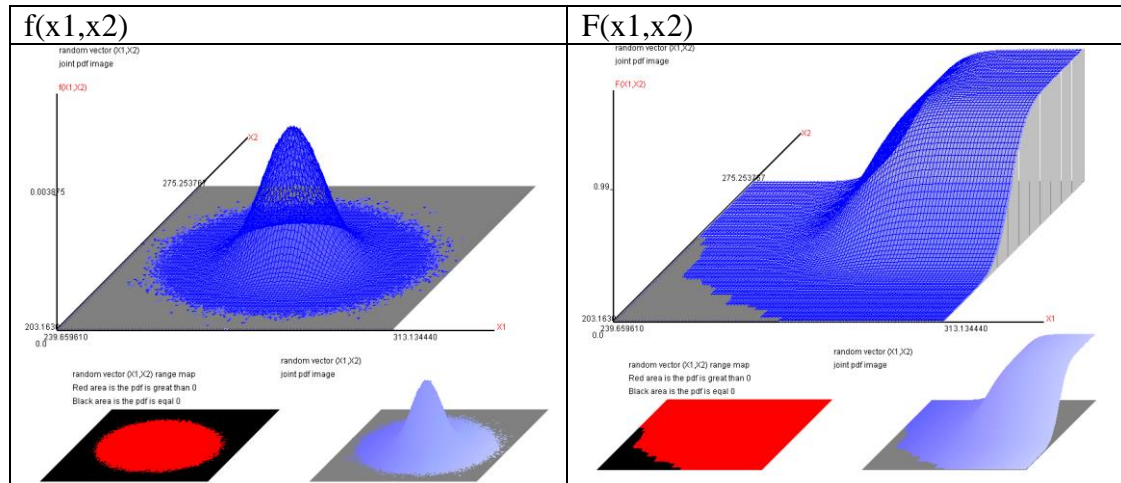 f(x1,x2)
random vector (X1,X2)
joint pdf image
f(X1,X2)
X2
275.253767
0.003875
203.163
239.659610
0.0
313.134440
X1
random vector (X1,X2) range map
Red area is the pdf is great than 0
Black area is the pdf is eqal 0
random vector (X1,X2)
joint pdf image
F(x1,x2)
random vector (X1,X2)
joint pdf image
F(X1,X2)
X2
275.253767
0.99
203.163
239.659610
0.0
313.134440
X1
random vector (X1,X2) range map
Red area is the pdf is great than 0
Black area is the pdf is eqal 0
random vector (X1,X2)
joint pdf image